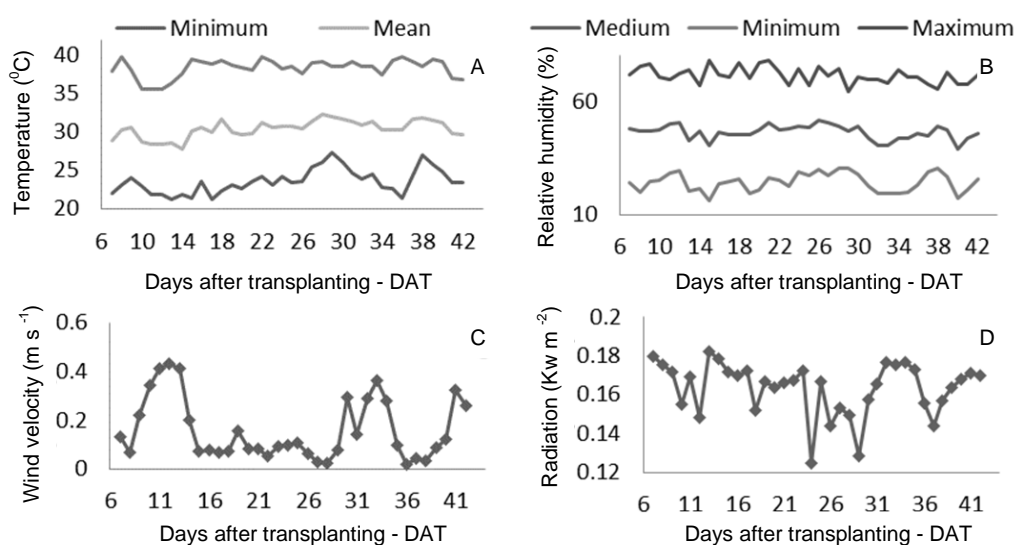 Minimum Mean
Temperature (⁰C)
A
40
35
30
25
20
6 10 14 18 22 26 30 34 38 42
Days after transplanting - DAT
Medium Minimum Maximum
Relative humidity (%)
B
60
10
6 10 14 18 22 26 30 34 38 42
Days after transplanting - DAT
Wind velocity (m s ⁻¹)
C
0.6
0.4
0.2
0
6 11 16 21 26 31 36 41
Days after transplanting - DAT
Radiation (Kw m ⁻²)
D
0.2
0.18
0.16
0.14
0.12
6 11 16 21 26 31 36 41
Days after transplanting - DAT